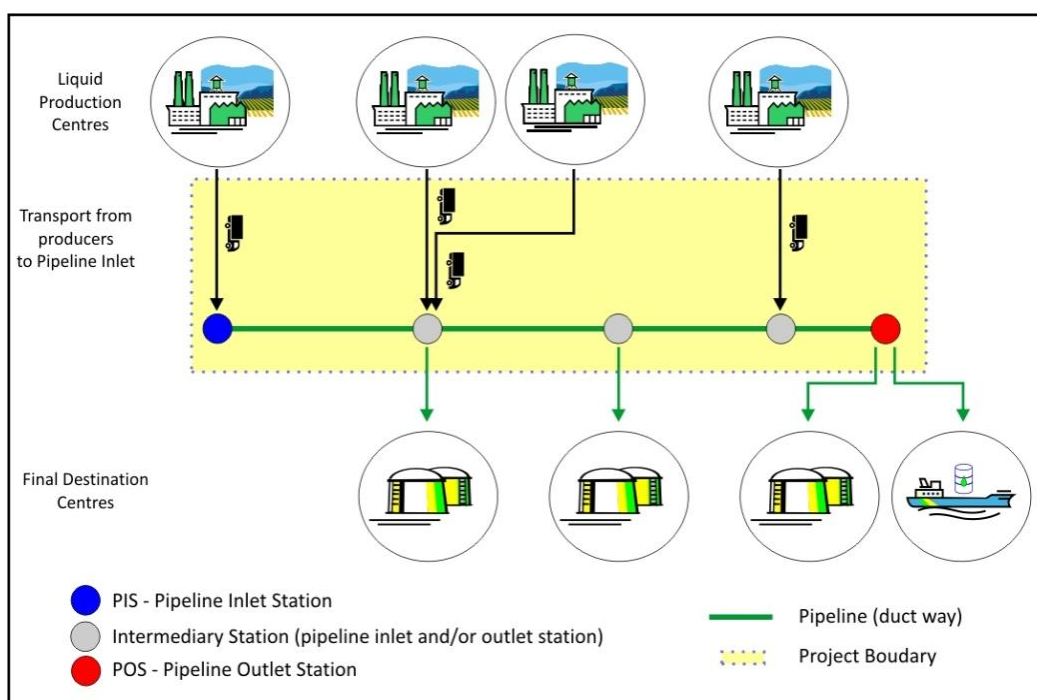 Liquid
Production
Centres
Transport from
producers
to Pipeline Inlet
Final Destination
Centres
PIS - Pipeline Inlet Station
Intermediary Station (pipeline inlet and/or outlet station)
POS - Pipeline Outlet Station
Pipeline (duct way)
Project Boudary